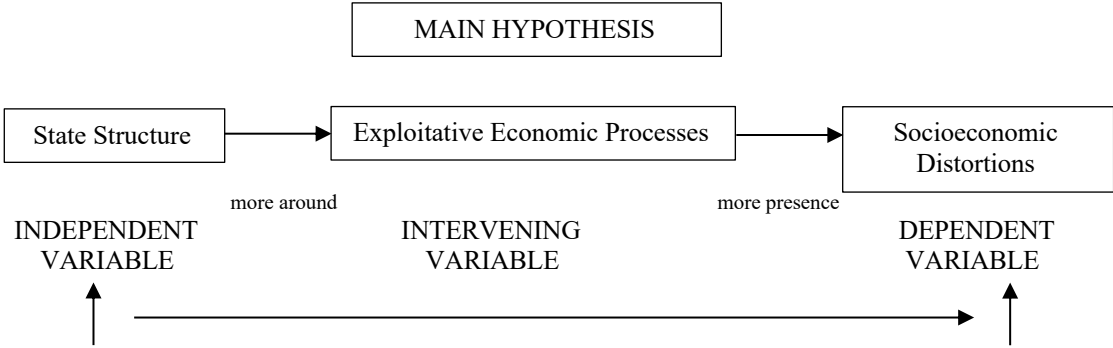 MAIN HYPOTHESIS
State Structure
Exploitative Economic Processes
Socioeconomic
Distortions
more around
more presence
INDEPENDENT
VARIABLE
INTERVENING
VARIABLE
DEPENDENT
VARIABLE